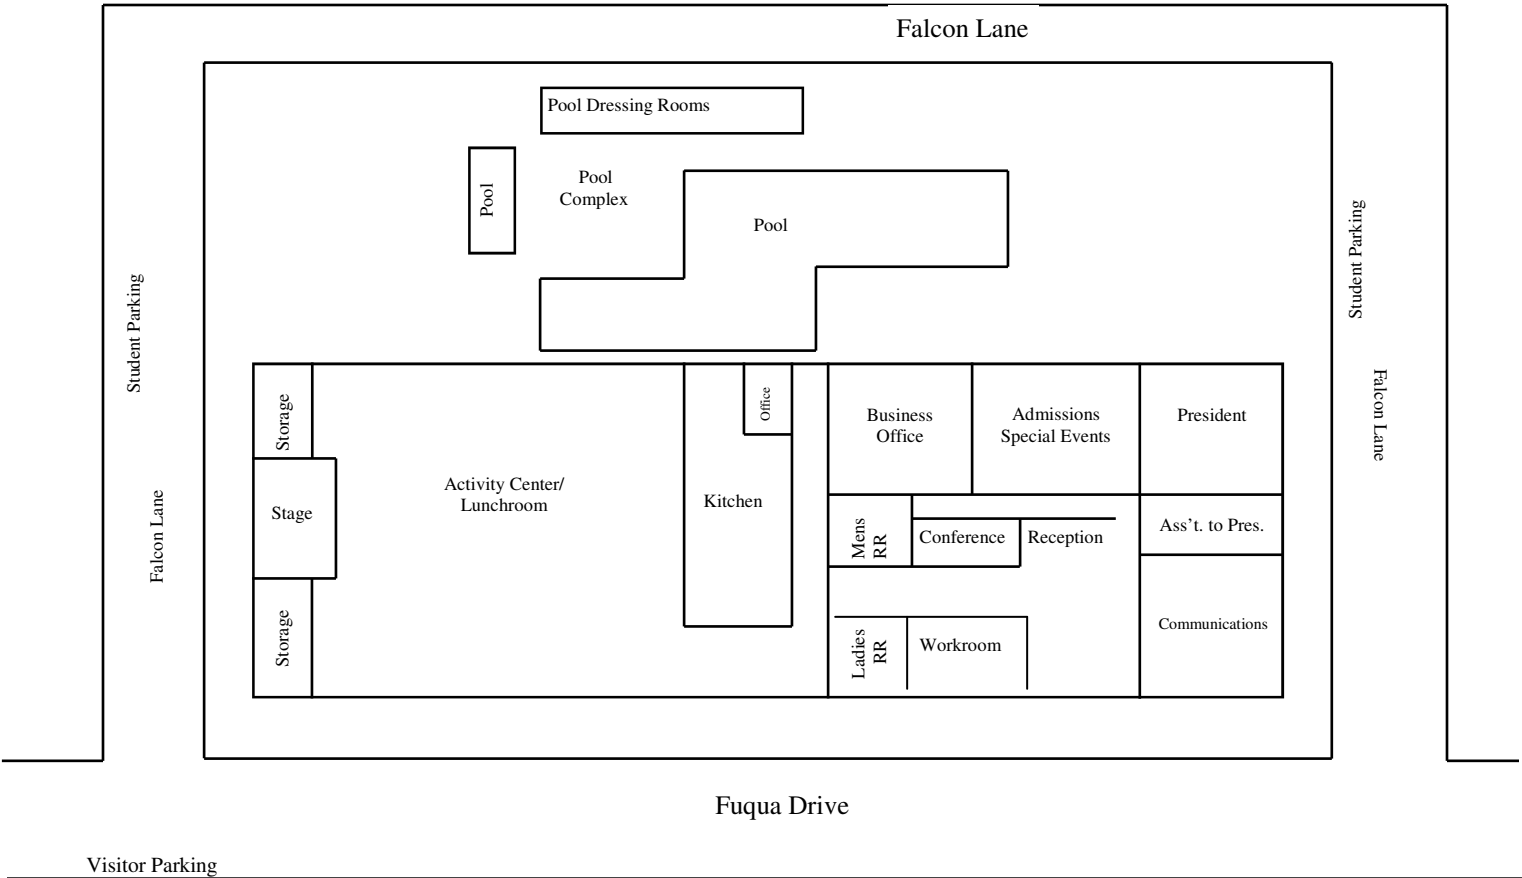 Falcon Lane
Pool Dressing Rooms
Pool
Pool
Complex
Pool
Student Parking
Student Parking
Falcon Lane
Falcon Lane
Storage
Stage
Storage
Activity Center/
Lunchroom
Office
Kitchen
Business
Office
Admissions
Special Events
President
Mens
RR
Conference
Reception
Ass't. to Pres.
Ladies
RR
Workroom
Communications
Fuqua Drive
Visitor Parking